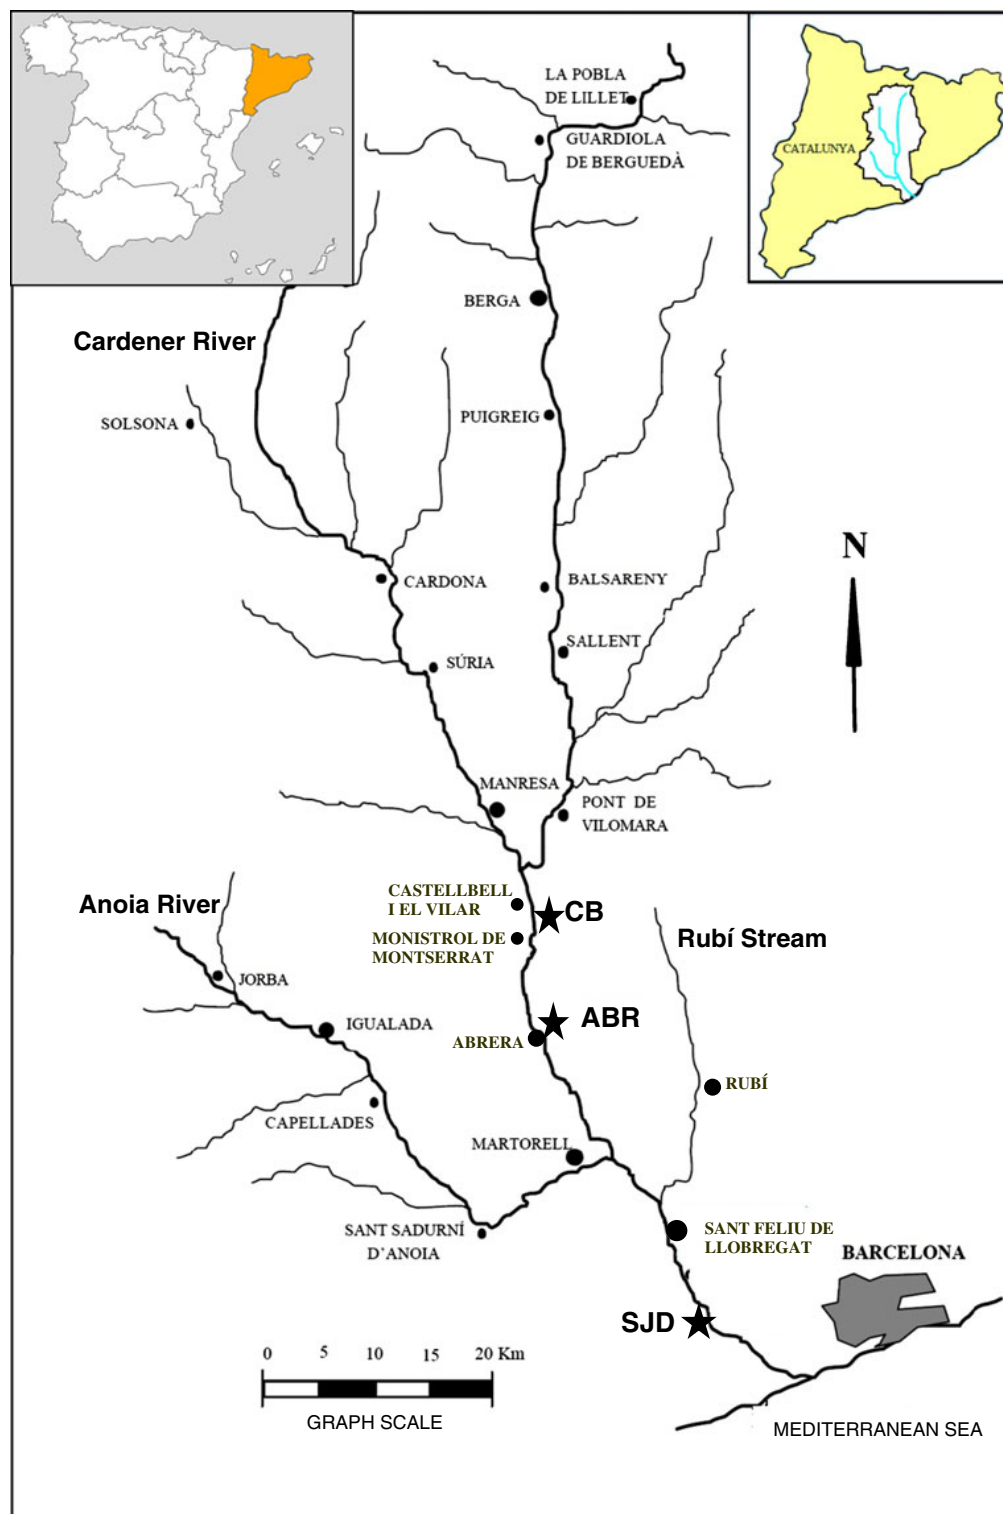 CATALUNYA
LA POBLA
DE LILLET
GUARDIOLA
DE BERGUEDÀ
BERGA
Cardener River
SOLSONA
PUIGREIG
N
CARDONA
BALSARENY
SALLENT
SÚRIA
MANRESA
PONT DE
VILOMARA
CASTELLBELL
I EL VILAR
CB
Anoia River
MONISTROL DE
MONTSERRAT
Rubí Stream
JORBA
IGUALADA
ABR
ABRERA
RUBÍ
CAPELLADES
MARTORELL
SANT SADURNÍ
D'ANOIA
SANT FELIU DE
LLOBREGAT
BARCELONA
SJD
0 5 10 15 20 Km
GRAPH SCALE
MEDITERRANEAN SEA